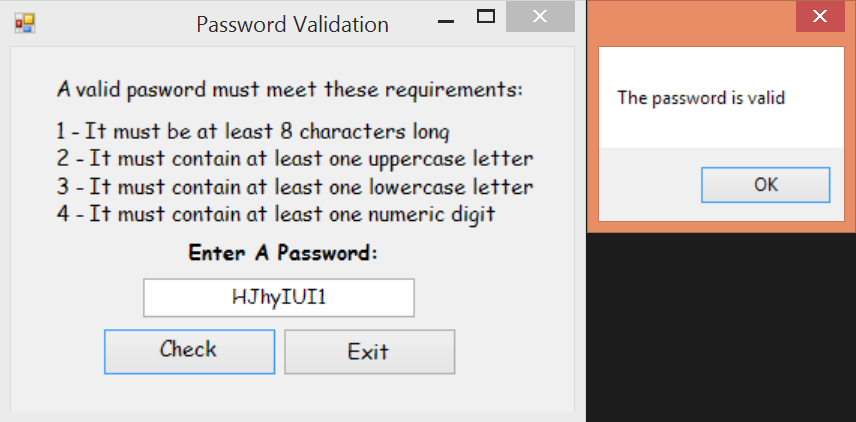 Password Validation
A valid pasword must meet these requirements:
1 - It must be at least 8 characters long
2 - It must contain at least one uppercase letter
3 - It must contain at least one lowercase letter
4 - It must contain at least one numeric digit
Enter A Password:
HJhyIUI1
Check Exit
The password is valid
OK